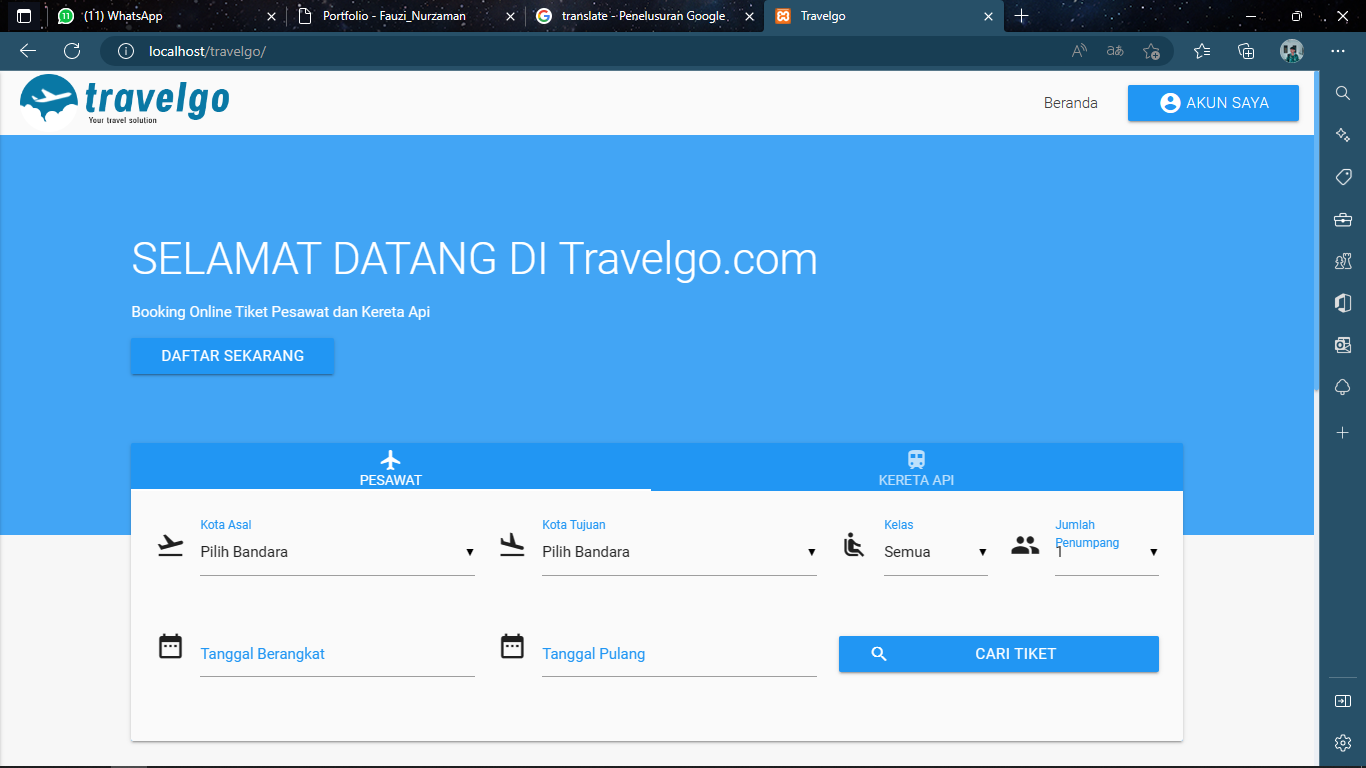 (11) WhatsApp
Portfolio - Fauzi_Nurzaman
translate - Penelusuran Google
Travelgo
localhost/travelgo/
travelgo
Your travel solution
Beranda
AKUN SAYA
SELAMAT DATANG DI Travelgo.com
Booking Online Tiket Pesawat dan Kereta Api
DAFTAR SEKARANG
PESAWAT
KERETA API
Kota Asal
Pilih Bandara
Kota Tujuan
Pilih Bandara
Kelas
Semua
Jumlah
Penumpang
1
Tanggal Berangkat
Tanggal Pulang
CARI TIKET